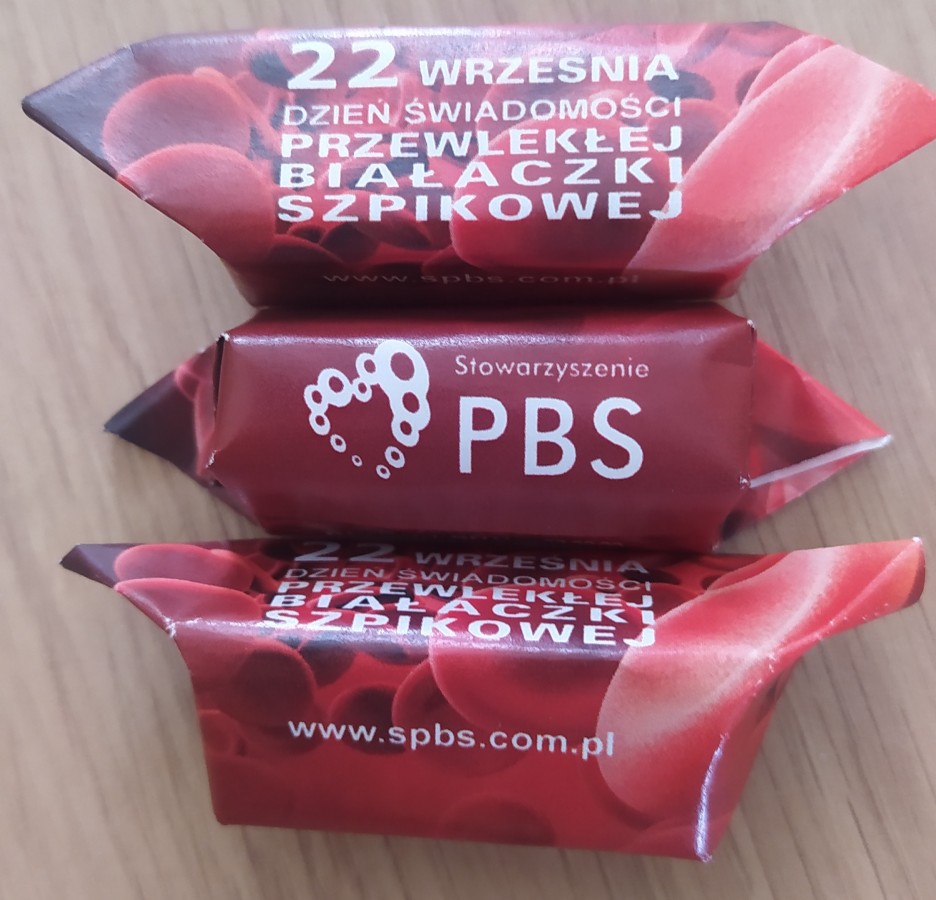 22 WRZEŚNIA
DZIEŃ ŚWIADOMOŚCI
PRZEWLEKŁEJ
BIAŁACZKI
SZPIKOWEJ
www.spbs.com.pl
Stowarzyszenie
PBS
22 WRZEŚNIA
DZIEŃ ŚWIADOMOŚCI
PRZEWLEKŁEJ
BIAŁACZKI
SZPIKOWEJ
www.spbs.com.pl